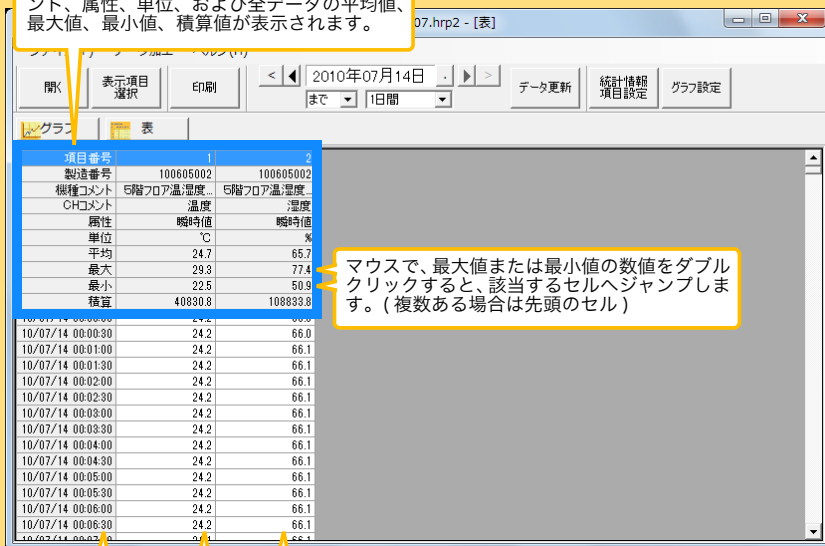 ント、属性、単位、および全データの平均値、
最大値、最小値、積算値が表示されます。
07.hrp2 - [表]
開く
表示項目
選択
印刷
< 2010年07月14日 . >
まで 1日間
データ更新
統計情報
項目設定
グラフ設定
グラフ 表
項目番号 1 2
製造番号 100605002 100605002
機種コメント 5階フロア温湿度... 5階フロア温湿度...
CHコメント 温度 湿度
属性 瞬時値 瞬時値
単位 ℃ %
平均 24.7 65.7
最大 29.3 77.4
最小 22.5 50.9
積算 40830.8 108833.8
マウスで、最大値または最小値の数値をダブル
クリックすると、該当するセルへジャンプしま
す。( 複数ある場合は先頭のセル )
10/07/14 00:00:30 24.2 66.0
10/07/14 00:01:00 24.2 66.1
10/07/14 00:01:30 24.2 66.1
10/07/14 00:02:00 24.2 66.1
10/07/14 00:02:30 24.2 66.1
10/07/14 00:03:00 24.2 66.1
10/07/14 00:03:30 24.2 66.1
10/07/14 00:04:00 24.2 66.1
10/07/14 00:04:30 24.2 66.1
10/07/14 00:05:00 24.2 66.1
10/07/14 00:05:30 24.2 66.1
10/07/14 00:06:00 24.2 66.1
10/07/14 00:06:30 24.2 66.1